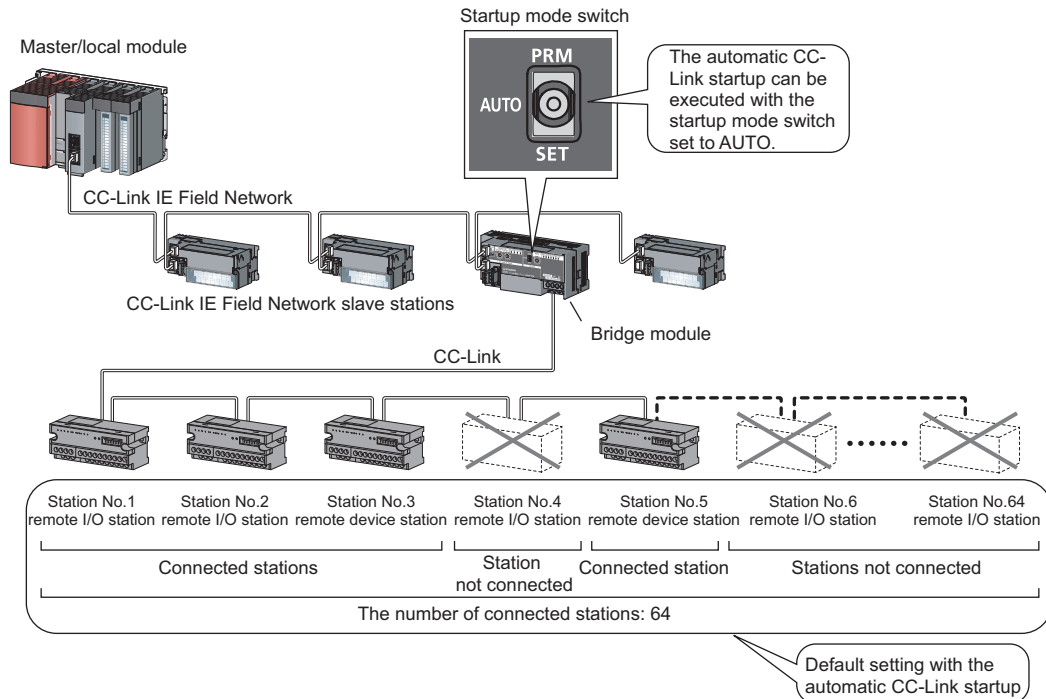 Startup mode switch
Master/local module
PRM
AUTO
SET
The automatic CC-
Link startup can be
executed with the
startup mode switch
set to AUTO.
CC-Link IE Field Network
CC-Link IE Field Network slave stations
Bridge module
CC-Link
Station No.1
remote I/O station
Station No.2
remote I/O station
Station No.3
remote device station
Station No.4
remote I/O station
Station No.5
remote device station
Station No.6
remote I/O station
Station No.64
remote I/O station
Connected stations
Station
not connected
Connected station
Stations not connected
The number of connected stations: 64
Default setting with the
automatic CC-Link startup